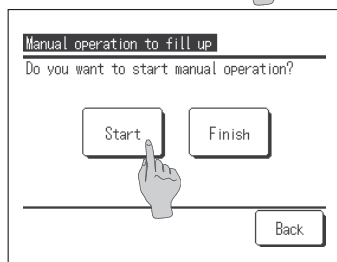 Manual operation to fill up
Do you want to start manual operation?
Start
Finish
Back